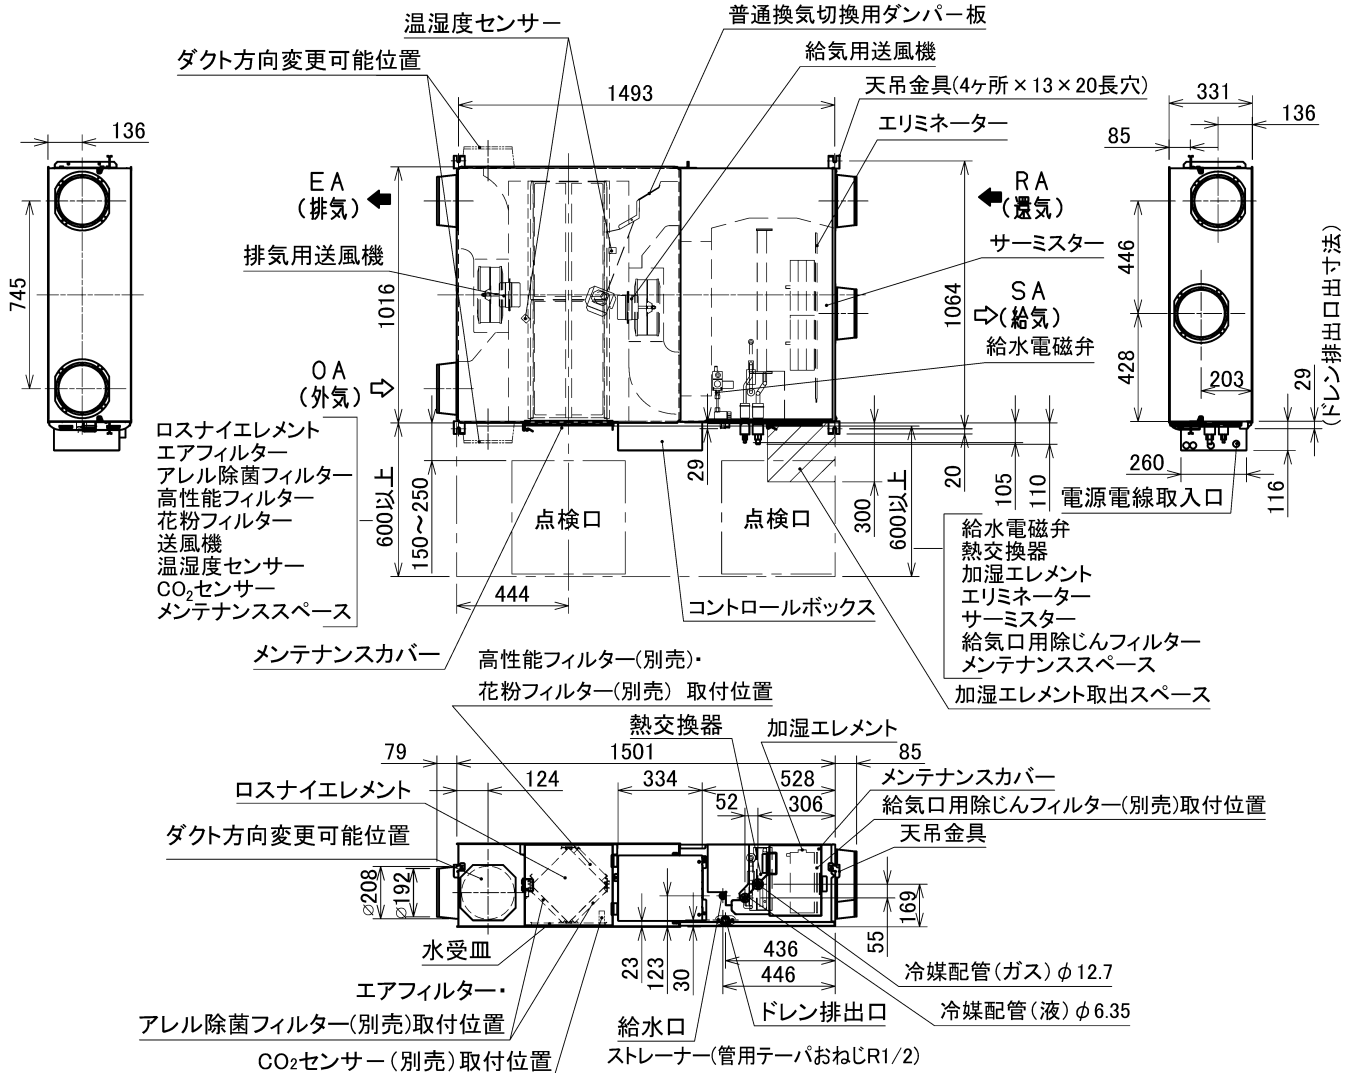 温湿度センサー
普通換気切換用ダンパー板
給気用送風機
ダクト方向変更可能位置
天吊金具(4ヶ所×13×20長穴)
エリミネーター
1493
331
136
136
85
EA
(排気)
RA
(還気)
排気用送風機
サーミスター
745
1016
1064
446
SA
(給気)
給水電磁弁
OA
(外気)
428
203
29
(ドレン排出口出寸法)
ロスナイエレメント
エアフィルター
アレル除菌フィルター
高性能フィルター
花粉フィルター
送風機
温湿度センサー
CO₂センサー
メンテナンススペース
600以上
150～250
点検口
29
点検口
300
600以上
20
105
110
260
116
電源電線取入口
給水電磁弁
熱交換器
加湿エレメント
エリミネーター
サーミスター
給気口用除じんフィルター
メンテナンススペース
444
コントロールボックス
メンテナンスカバー
加湿エレメント取出スペース
高性能フィルター(別売)・
花粉フィルター(別売) 取付位置
熱交換器
加湿エレメント
79
1501
85
124
334
528
メンテナンスカバー
ロスナイエレメント
52
306
給気口用除じんフィルター(別売)取付位置
ダクト方向変更可能位置
天吊金具
⌀208
⌀192
169
55
水受皿
23
123
30
436
446
冷媒配管(ガス)φ12.7
エアフィルター・
アレル除菌フィルター(別売)取付位置
給水口
ドレン排出口
冷媒配管(液)φ6.35
CO₂センサー(別売)取付位置
ストレーナー(管用テーパおねじR1/2)